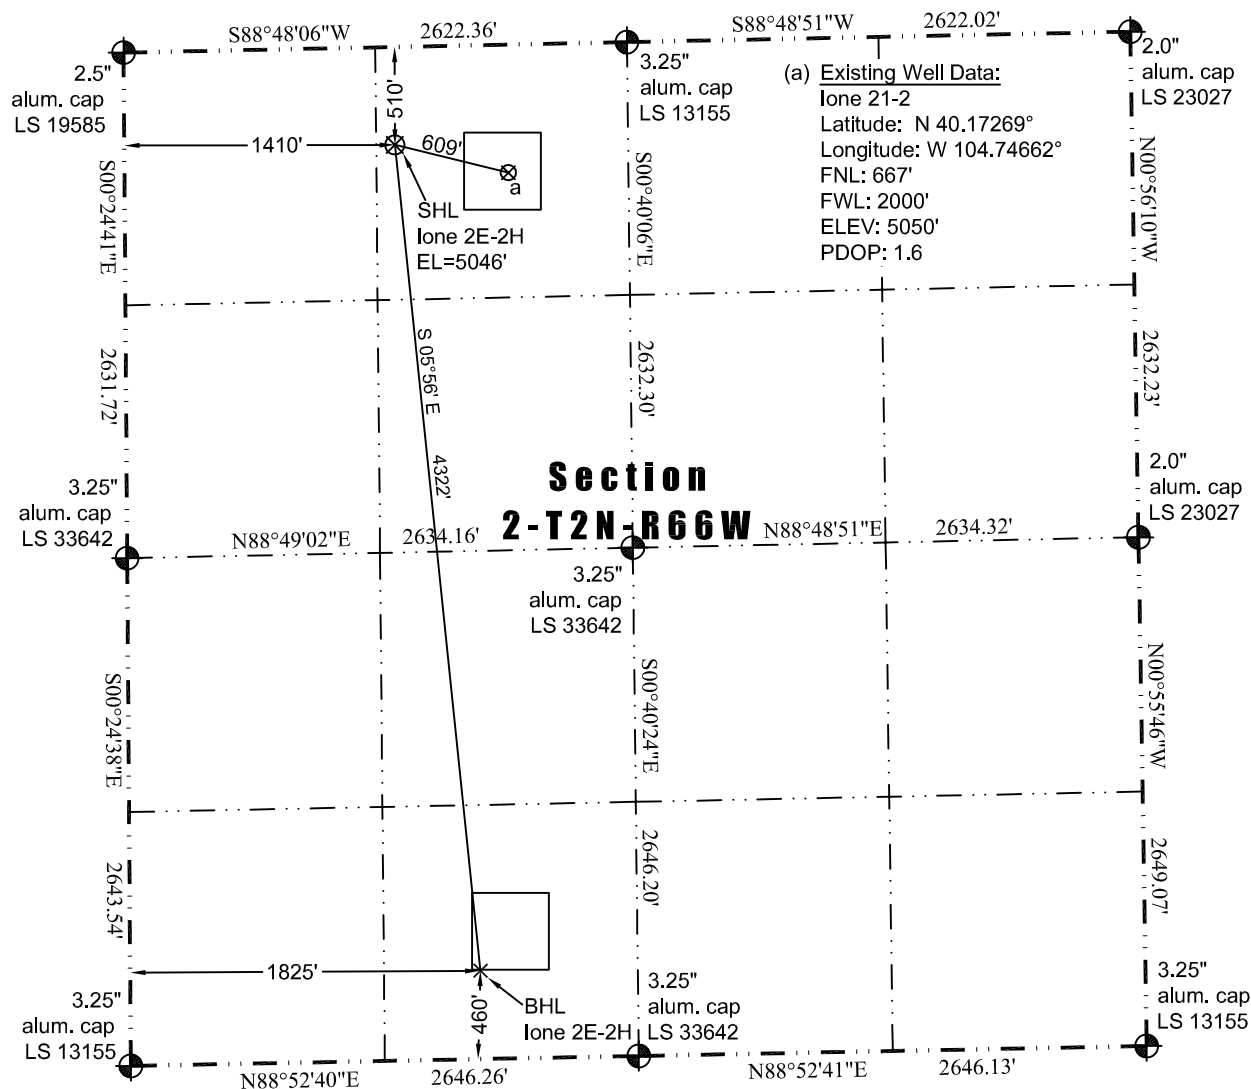 S88°48'06"W 2622.36' S88°48'51"W 2622.02'
2.5"
alum. cap
LS 19585
3.25"
alum. cap
LS 13155
(a) Existing Well Data:
Ione 21-2
Latitude: N 40.17269°
Longitude: W 104.74662°
FNL: 667'
FWL: 2000'
ELEV: 5050'
PDOP: 1.6
2.0"
alum. cap
LS 23027
510'
1410'
609'
a
SHL
Ione 2E-2H
EL=5046'
S00°24'41"E
S00°40'06"E
N00°56'10"W
2631.72'
S 05°56' E
4322'
2632.30'
2632.23'
Section
2-T2N-R66W
3.25"
alum. cap
LS 33642
2.0"
alum. cap
LS 23027
N88°49'02"E 2634.16' N88°48'51"E 2634.32'
3.25"
alum. cap
LS 33642
S00°24'38"E
S00°40'24"E
N00°55'46"W
2643.54'
2646.20'
2649.07'
1825'
460'
BHL
Ione 2E-2H
3.25"
alum. cap
LS 13155
3.25"
alum. cap
LS 33642
3.25"
alum. cap
LS 13155
N88°52'40"E 2646.26' N88°52'41"E 2646.13'